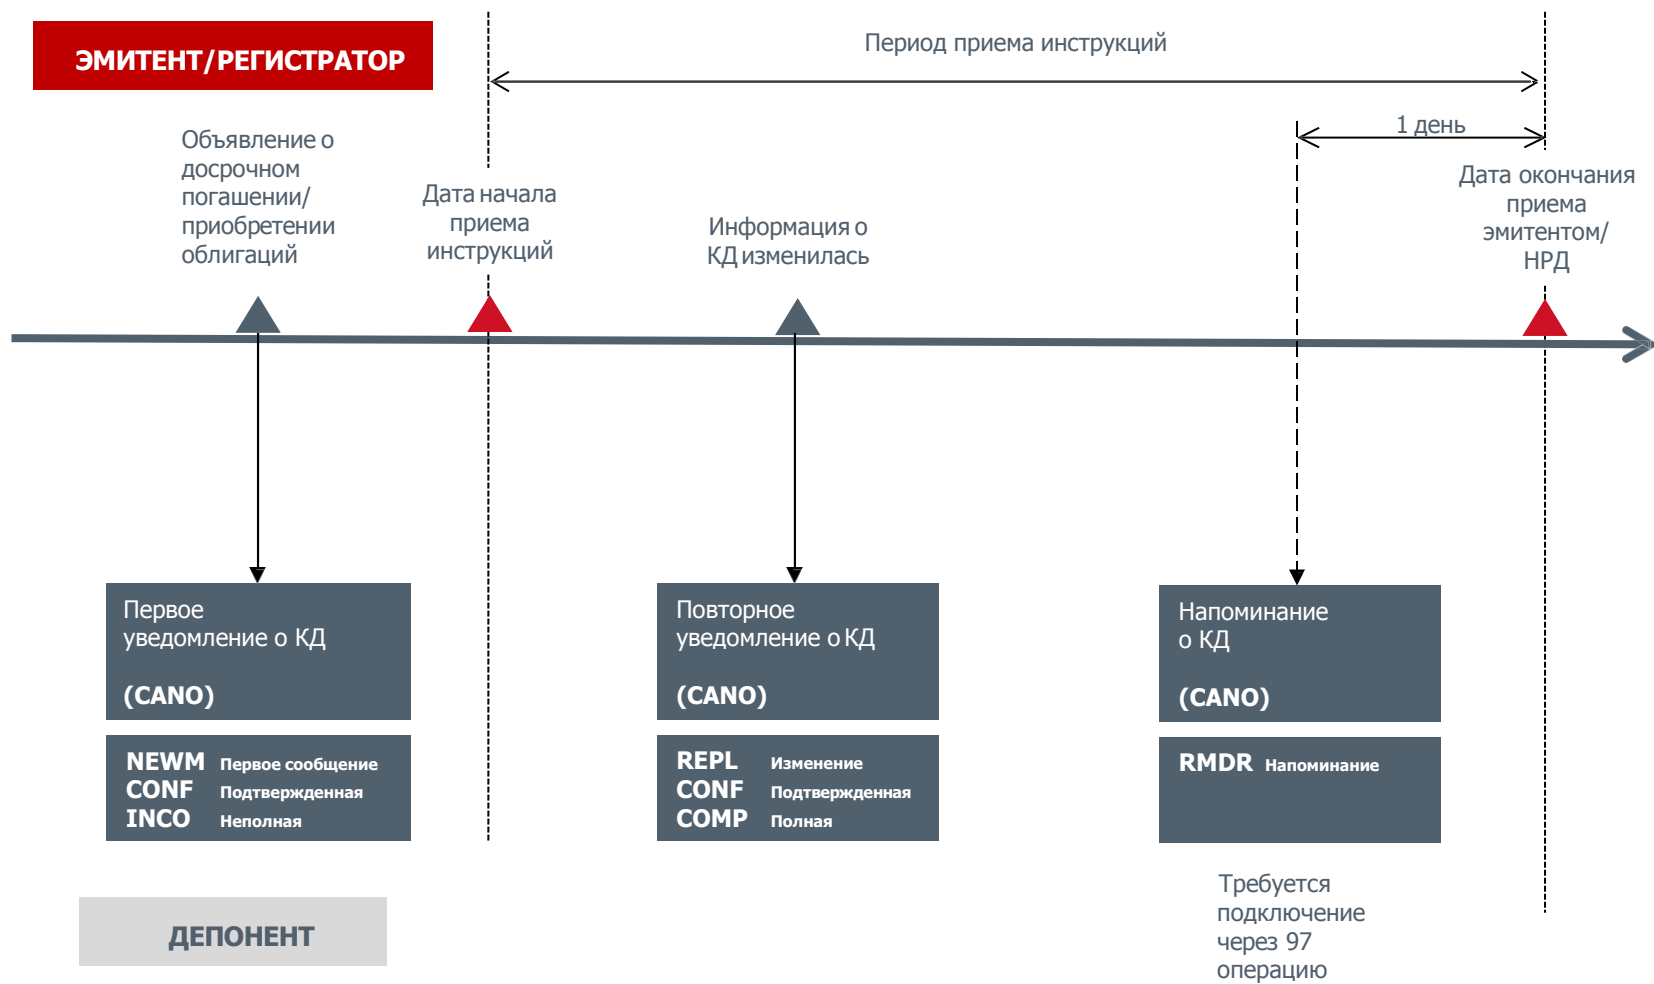 ЭМИТЕНТ/РЕГИСТРАТОР
Период приема инструкций
1 день
Объявление о
досрочном
погашении/
приобретении
облигаций
Дата начала
приема
инструкций
Информация о
КД изменилась
Дата окончания
приема
эмитентом/
НРД
Первое
уведомление о КД
(CANO)
NEWM Первое сообщение
CONF Подтвержденная
INCO Неполная
Повторное
уведомление о КД
(CANO)
REPL Изменение
CONF Подтвержденная
COMP Полная
Напоминание
о КД
(CANO)
RMDR Напоминание
Требуется
подключение
через 97
операцию
ДЕПОНЕНТ